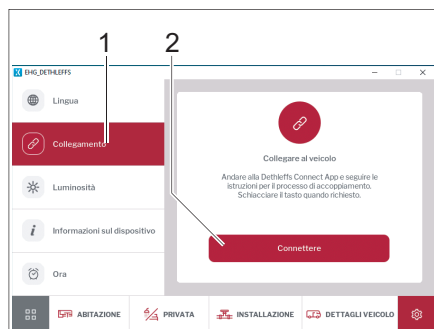 1
2
EHG_DETHLEFFS
Lingua
Collegamento
Luminosità
Informazioni sul dispositivo
Ora
Collegare al veicolo
Andare alla Dethleffs Connect App e seguire le
istruzioni per il processo di accoppiamento.
Schiacciare il tasto quando richiesto.
Connettere
ABITAZIONE
PRIVATA
INSTALLAZIONE
DETTAGLI VEICOLO